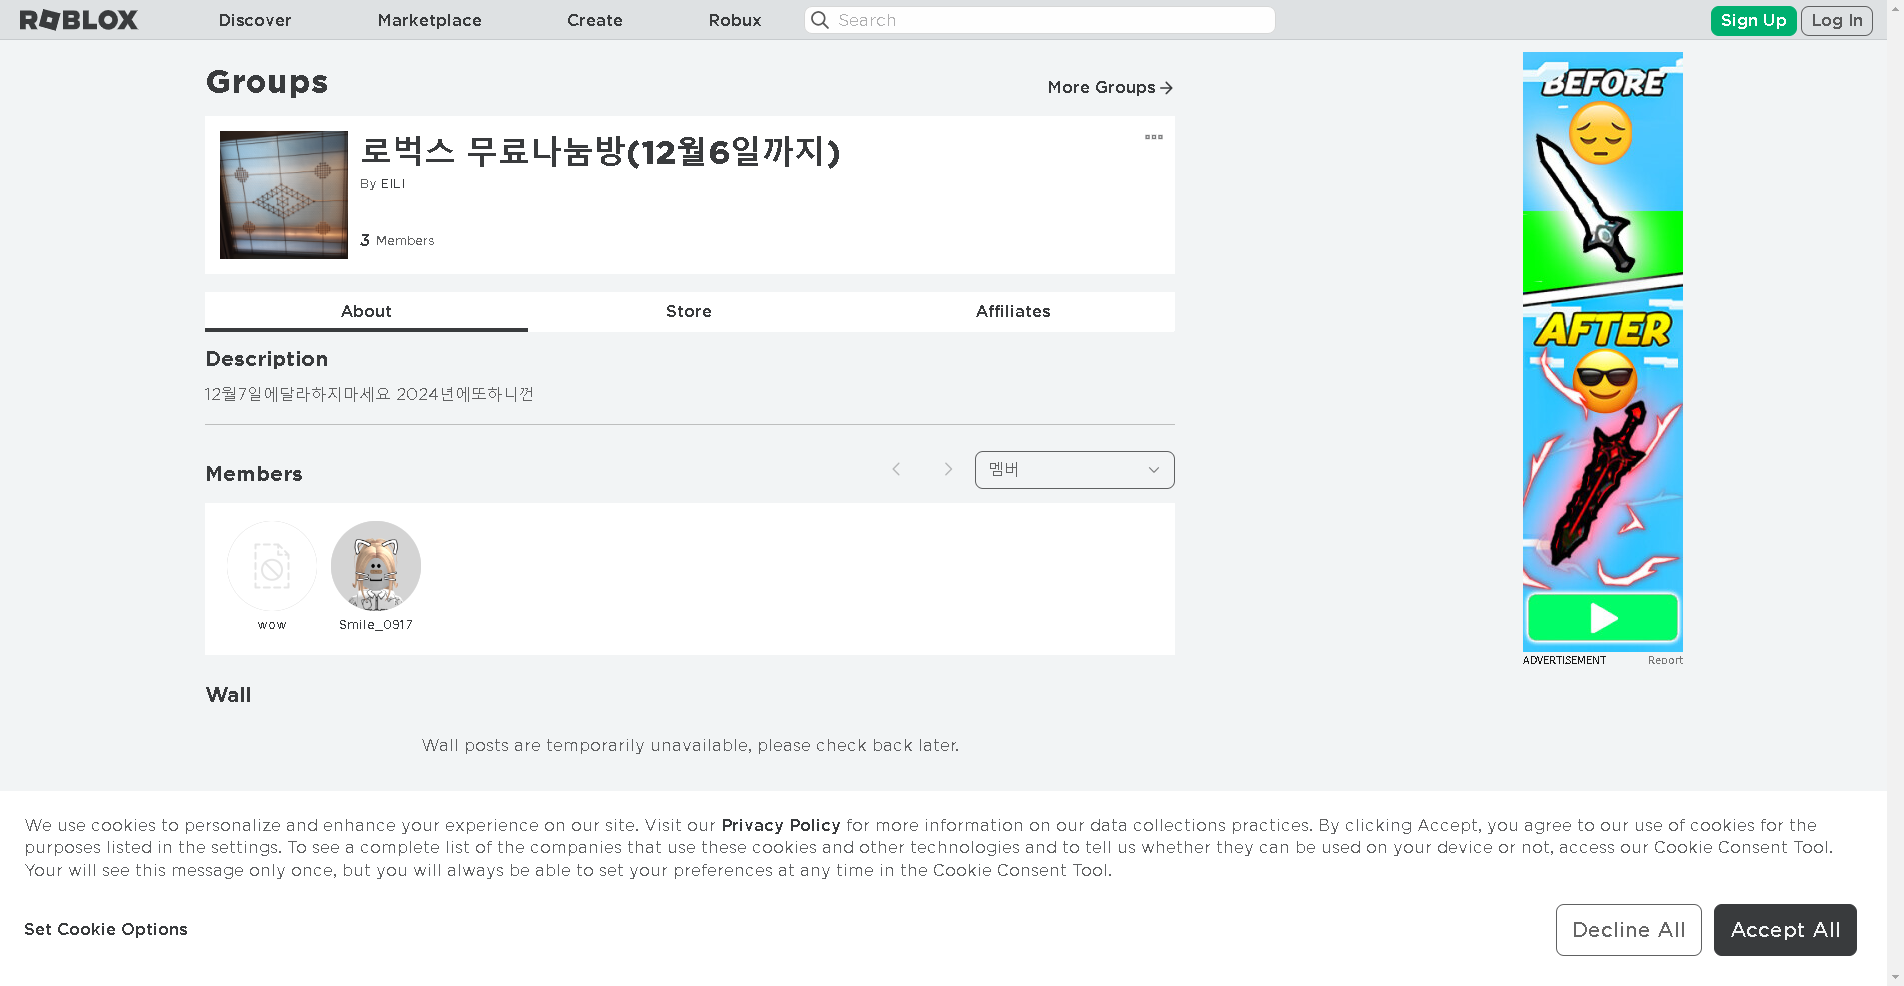 ROBLOX
Discover
Marketplace
Create
Robux
Search
Sign Up
Log In
Groups
More Groups
로벅스 무료나눔방(12월6일까지)
By EILI
3 Members
About
Store
Affiliates
Description
12월7일에달라하지마세요 2024년에또하니껀
Members
멤버
wow
Smile_0917
Wall
Wall posts are temporarily unavailable, please check back later.
BEFORE
AFTER
ADVERTISEMENT
Report
We use cookies to personalize and enhance your experience on our site. Visit our Privacy Policy for more information on our data collections practices. By clicking Accept, you agree to our use of cookies for the
purposes listed in the settings. To see a complete list of the companies that use these cookies and other technologies and to tell us whether they can be used on your device or not, access our Cookie Consent Tool.
Your will see this message only once, but you will always be able to set your preferences at any time in the Cookie Consent Tool.
Set Cookie Options
Decline All
Accept All